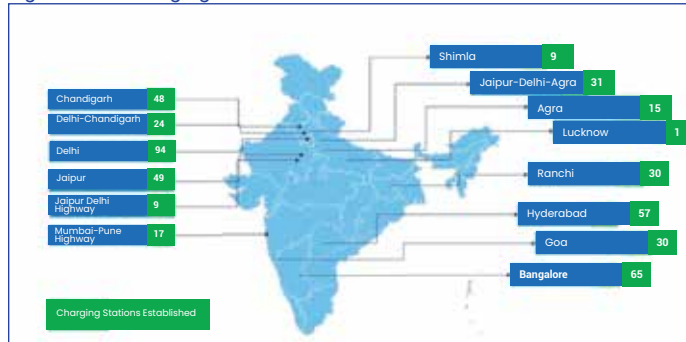 Shimla 9
Jaipur-Delhi-Agra 31
Agra 15
Lucknow 1
Ranchi 30
Hyderabad 57
Goa 30
Bangalore 65
Chandigarh 48
Delhi-Chandigarh 24
Delhi 94
Jaipur 49
Jaipur Delhi
Highway 9
Mumbai-Pune
Highway 17
Charging Stations Established